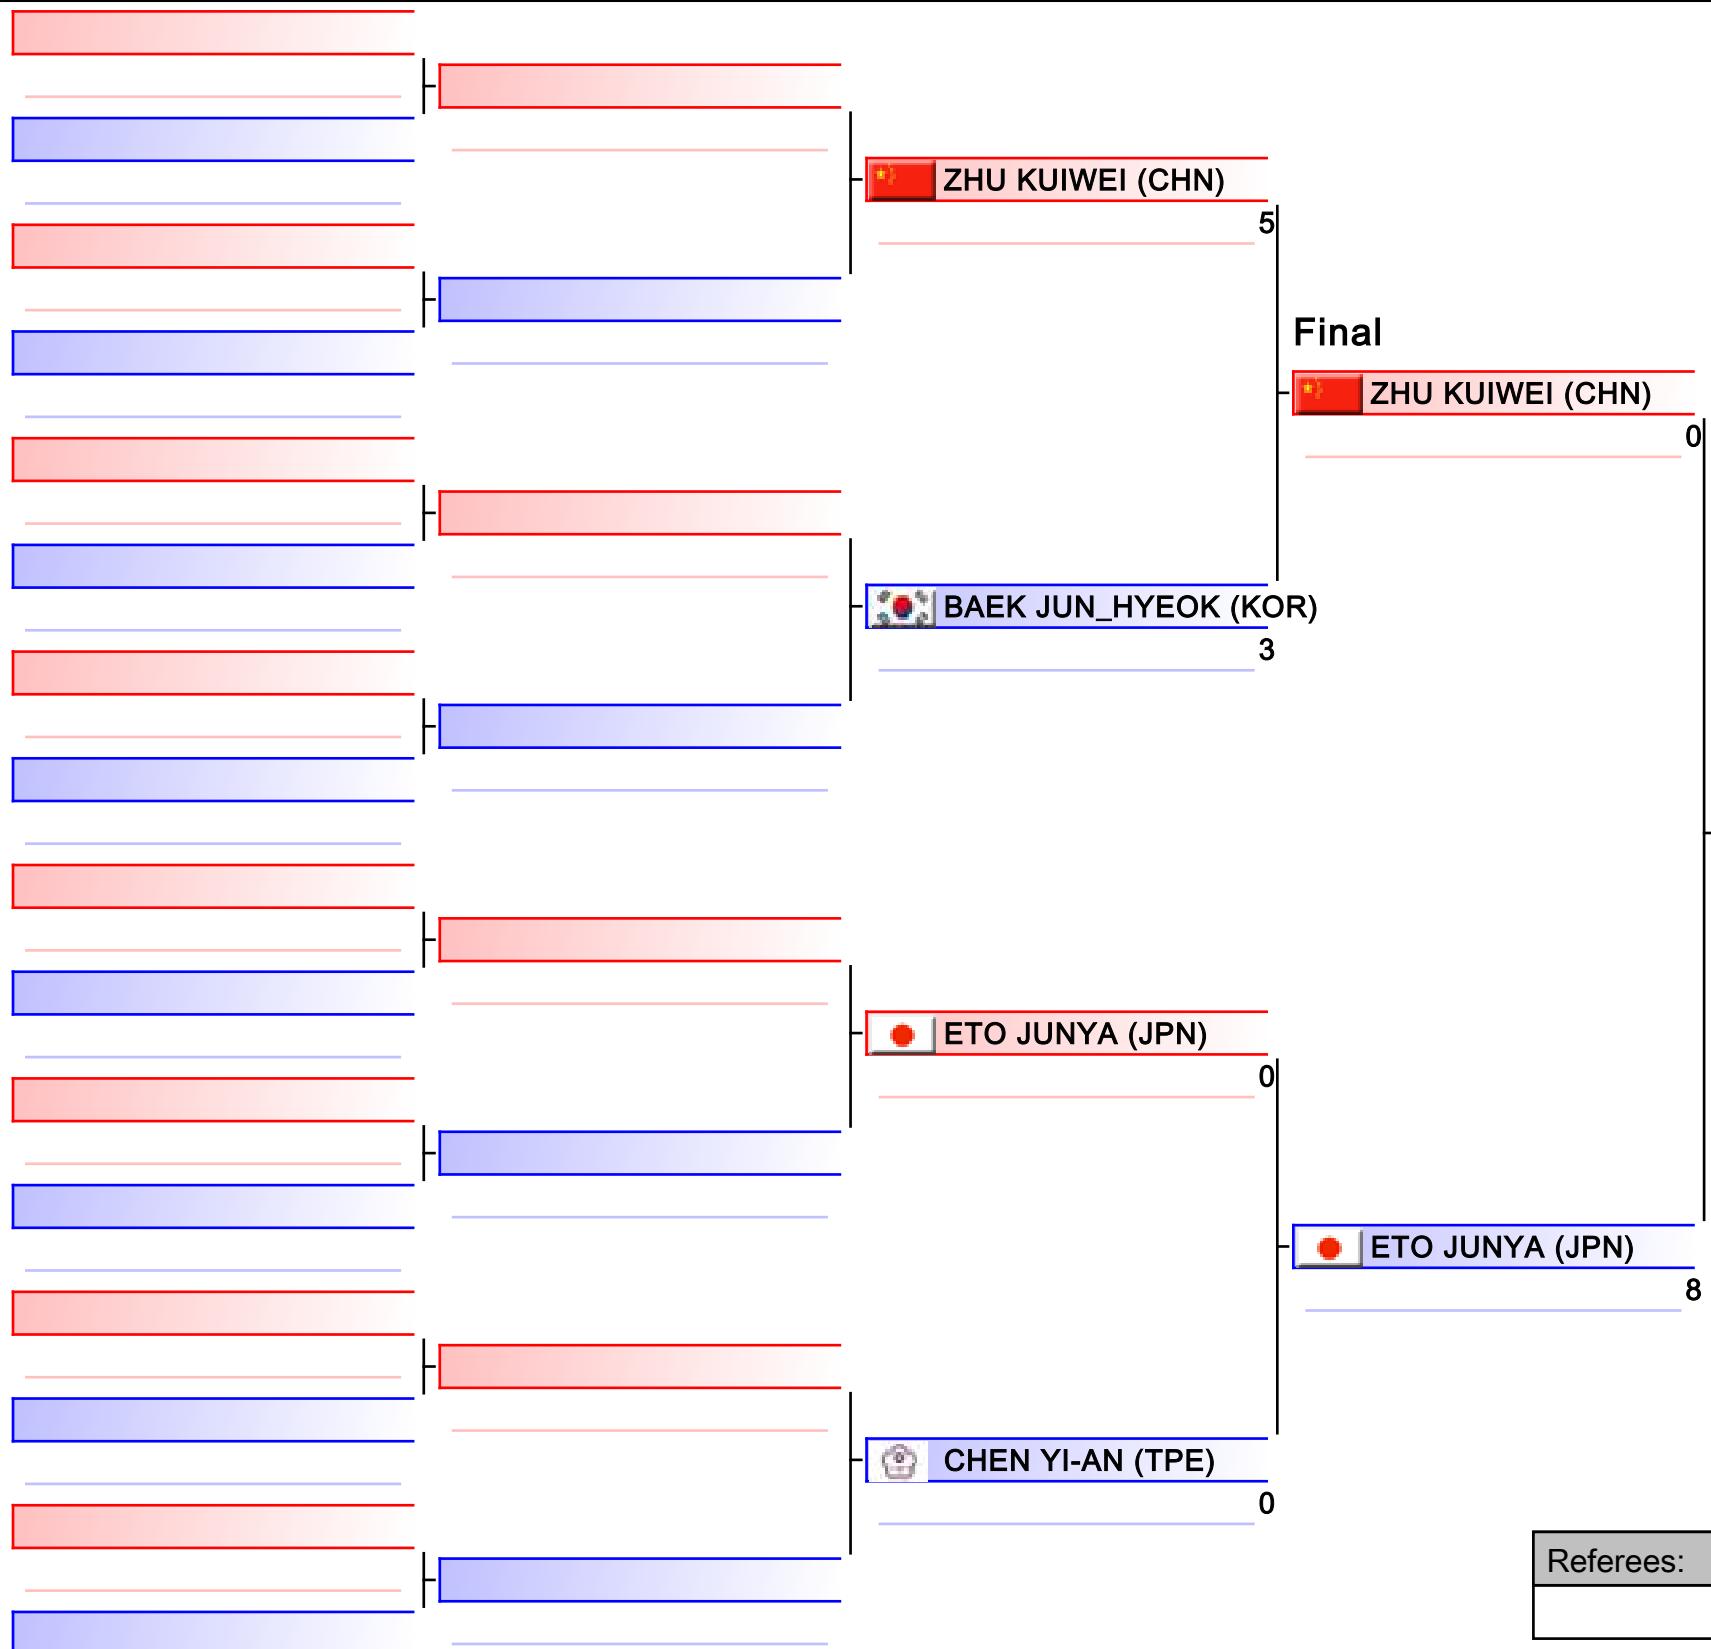 ZHU KUIWEI (CHN)
5
Final
ZHU KUIWEI (CHN)
0
BAEK JUN_HYEOK (KOR)
3
ETO JUNYA (JPN)
0
ETO JUNYA (JPN)
8
CHEN YI-AN (TPE)
0
Referees: